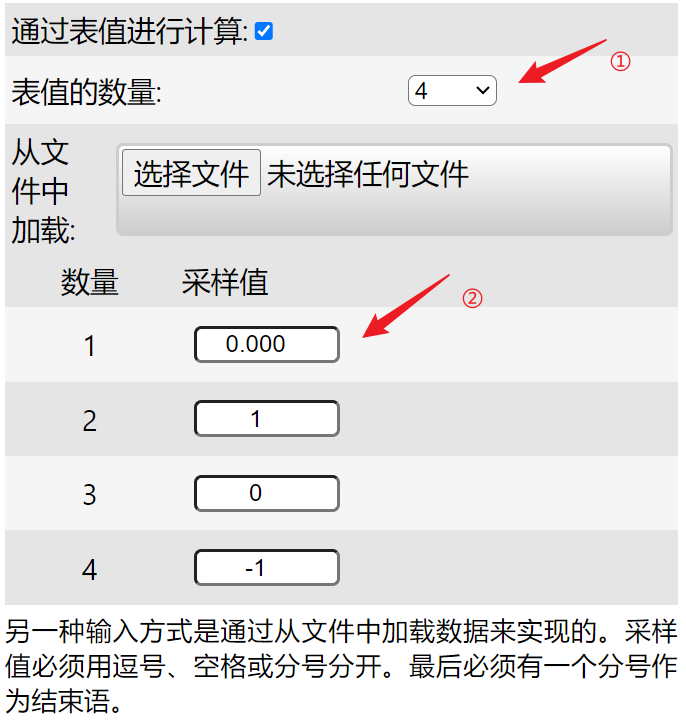 通过表值进行计算:
①
表值的数量: 4
从文
件中
加载:
选择文件 未选择任何文件
数量 采样值
②
1 0.000
2 1
3 0
4 -1
另一种输入方式是通过从文件中加载数据来实现的。采样
值必须用逗号、空格或分号分开。最后必须有一个分号作
为结束语。